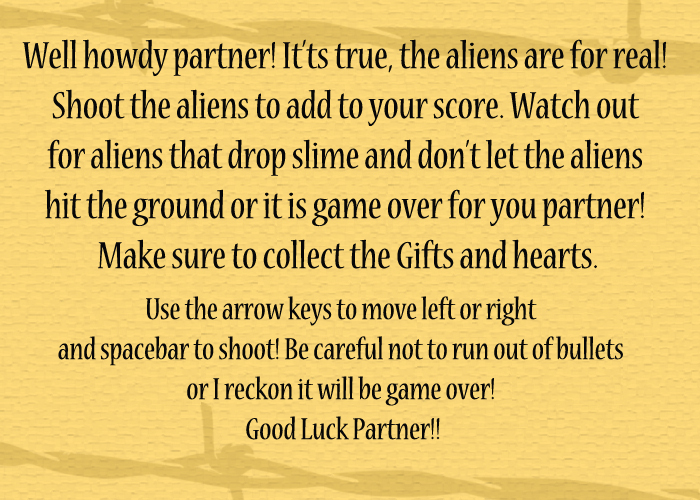 Well howdy partner! It'ts true, the aliens are for real!
Shoot the aliens to add to your score. Watch out
for aliens that drop slime and don't let the aliens
hit the ground or it is game over for you partner!
Make sure to collect the Gifts and hearts.
Use the arrow keys to move left or right
and spacebar to shoot! Be careful not to run out of bullets
or I reckon it will be game over!
Good Luck Partner!!